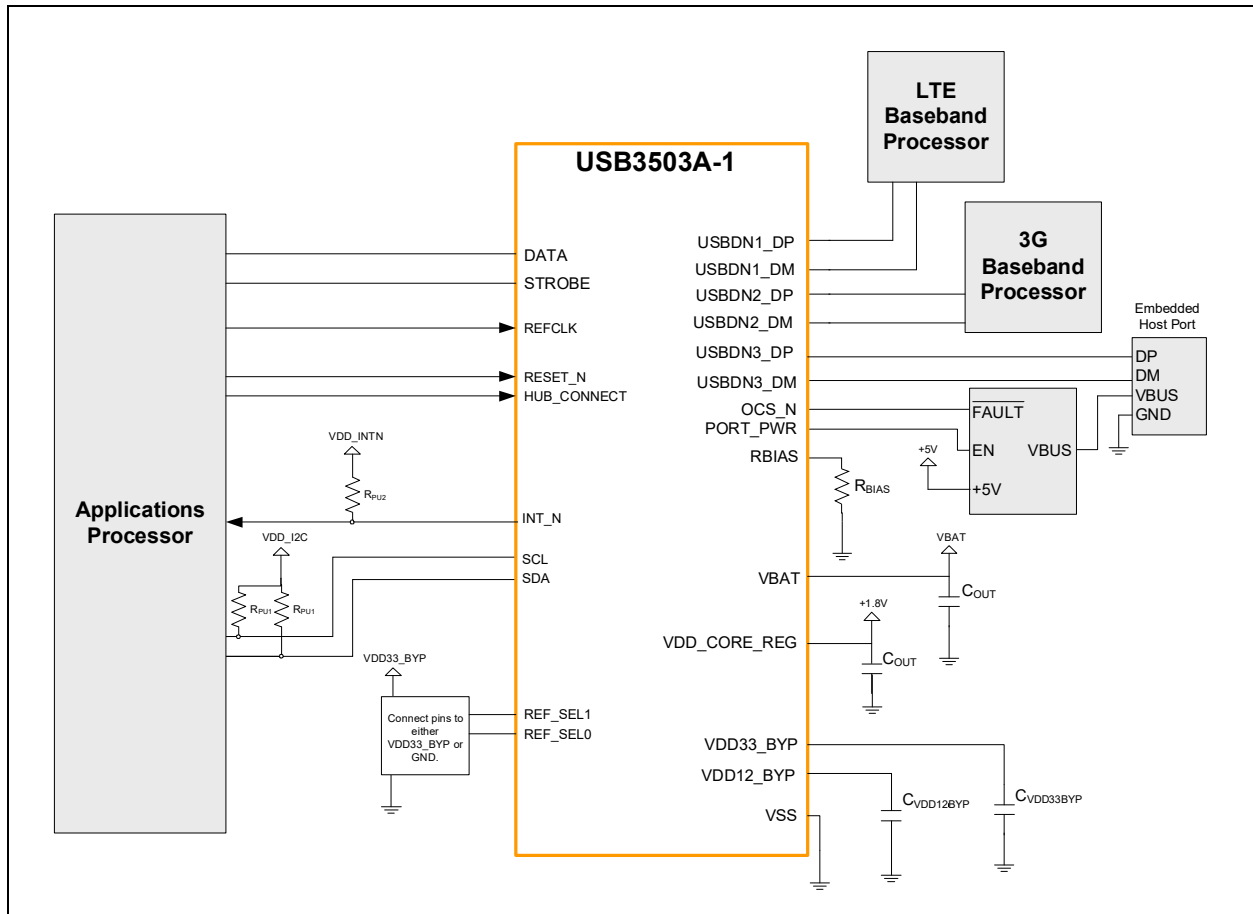 LTE
Baseband
Processor
USB3503A-1
3G
Baseband
Processor
Embedded
Host Port
DATA
STROBE
REFCLK
RESET_N
HUB_CONNECT
VDD_INTN
RPU2
INT_N
Applications
Processor
VDD_I2C
SCL
SDA
RPU1
RPU1
VDD33_BYP
Connect pins to
either
VDD33_BYP or
GND.
REF_SEL1
REF_SEL0
USBDN1_DP
USBDN1_DM
USBDN2_DP
USBDN2_DM
USBDN3_DP
USBDN3_DM
OCS_N
PORT_PWR
RBIAS
RBIAS
DP
DM
VBUS
GND
FAULT
EN
VBUS
+5V
+5V
VBAT
VBAT
COUT
+1.8V
VDD_CORE_REG
COUT
VDD33_BYP
VDD12_BYP
CVDD12BYP
CVDD33BYP
VSS